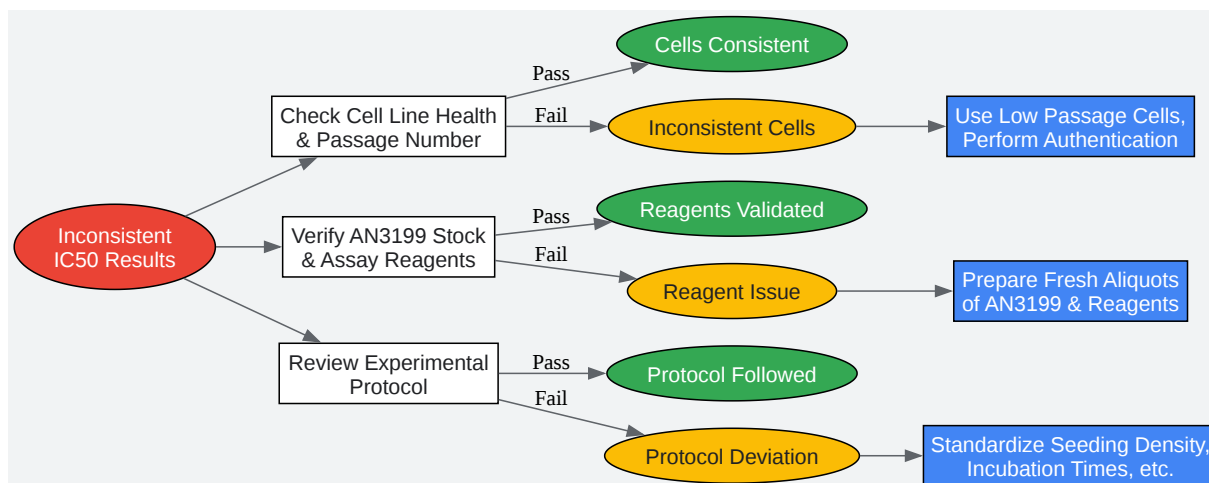 Cells Consistent
Pass
Check Cell Line Health
& Passage Number
Fail
Inconsistent Cells
Use Low Passage Cells,
Perform Authentication
Inconsistent
IC50 Results
Verify AN3199 Stock
& Assay Reagents
Pass
Reagents Validated
Fail
Reagent Issue
Prepare Fresh Aliquots
of AN3199 & Reagents
Review Experimental
Protocol
Pass
Protocol Followed
Fail
Protocol Deviation
Standardize Seeding Density,
Incubation Times, etc.